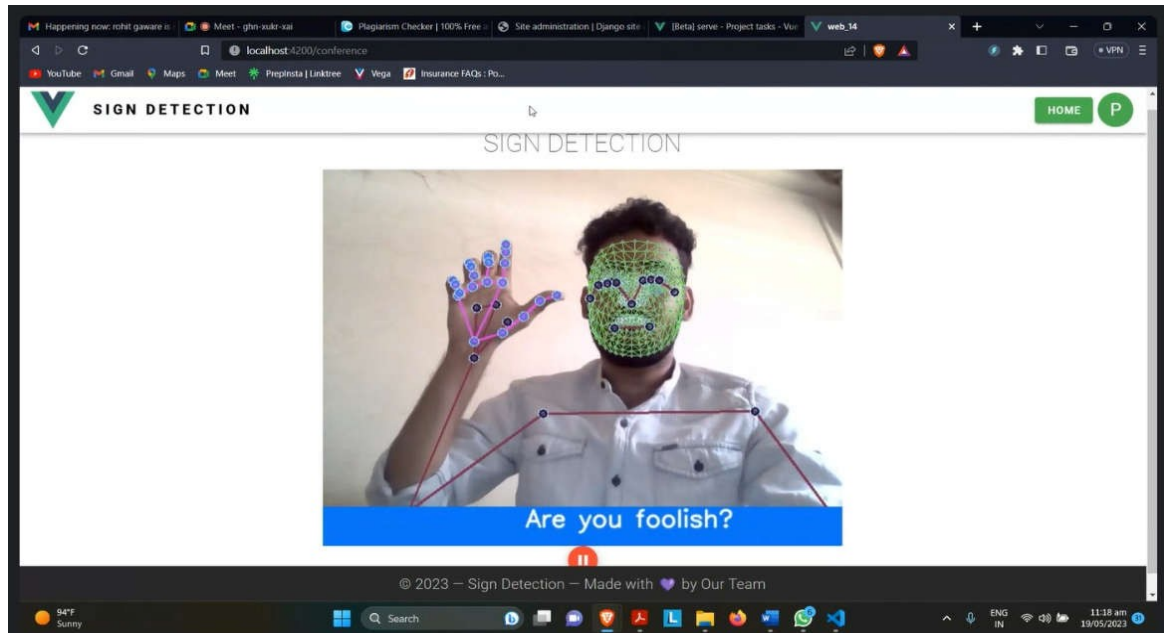 Happening now: rohit gaware is
Meet - ghn-xukr-xai
Plagiarism Checker | 100% Free
Site administration | Django site
[Beta] serve - Project tasks - Vue
web_14
localhost:4200/conference
VPN
YouTube
Gmail
Maps
Meet
PrepInsta | Linktree
Vega
Insurance FAQs : Po...
SIGN DETECTION
HOME
P
SIGN DETECTION
Are you foolish?
© 2023 — Sign Detection — Made with 💜 by Our Team
94°F
Sunny
Search
ENG
IN
11:18 am
19/05/2023